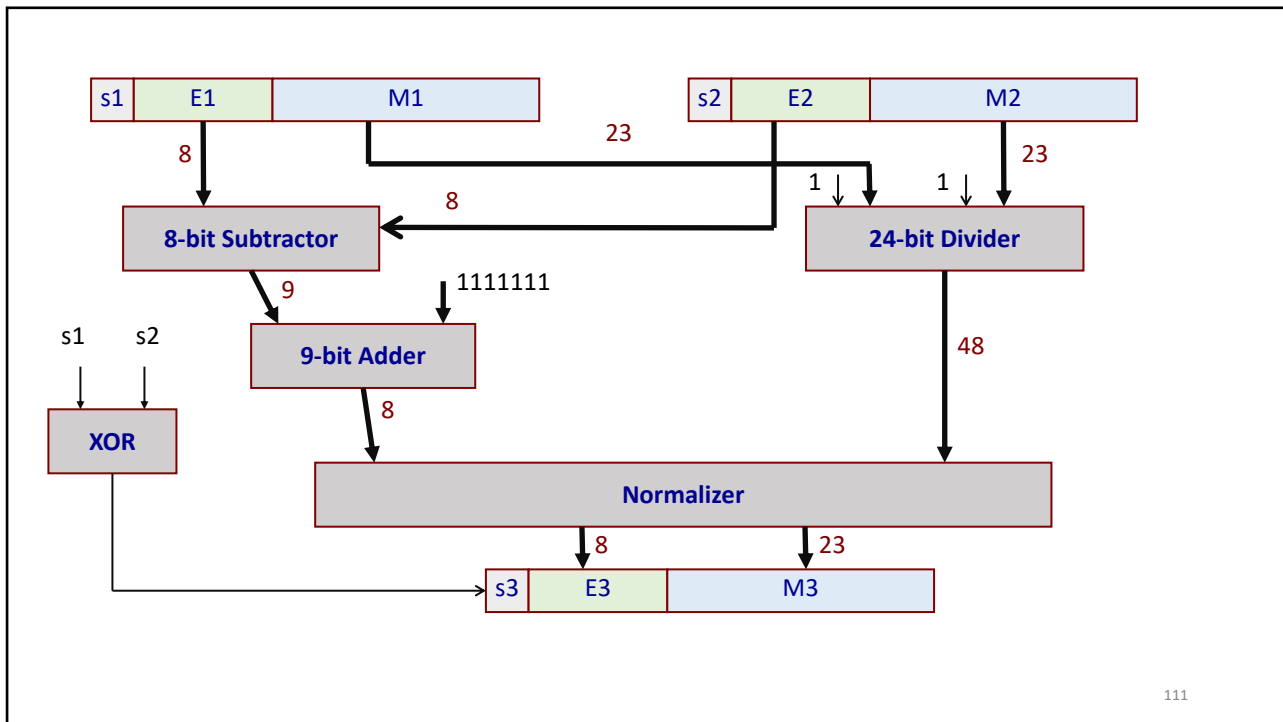 s1 E1 M1 s2 E2 M2
23
8 23
1 1
8
8-bit Subtractor 24-bit Divider
9 1111111
s1 s2
9-bit Adder 48
8
XOR
Normalizer
8 23
s3 E3 M3
111